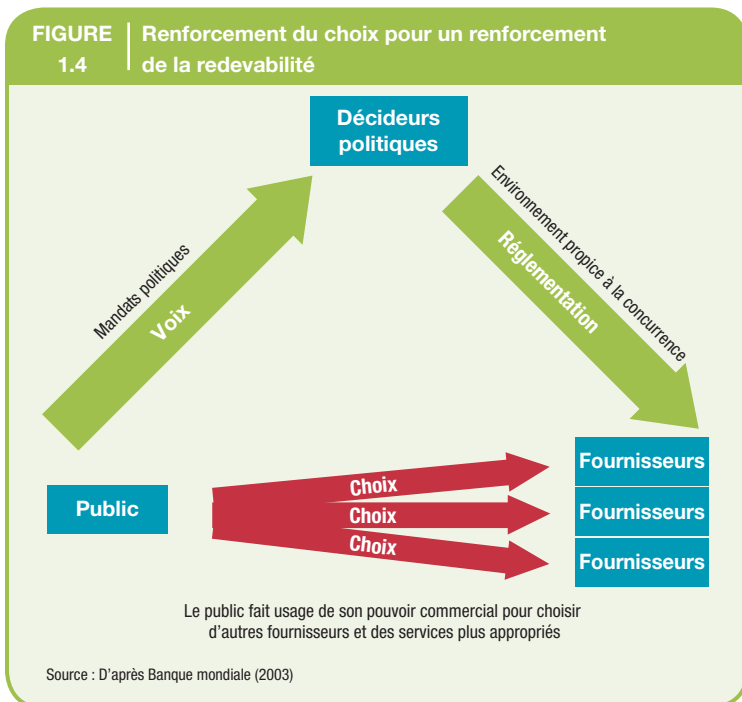 FIGURE 1.4
Renforcement du choix pour un renforcement
de la redevabilité
Décideurs
politiques
Mandats politiques
Voix
Environnement propice à la concurrence
Réglementation
Public
Choix
Choix
Choix
Fournisseurs
Fournisseurs
Fournisseurs
Le public fait usage de son pouvoir commercial pour choisir
d'autres fournisseurs et des services plus appropriés
Source : D'après Banque mondiale (2003)